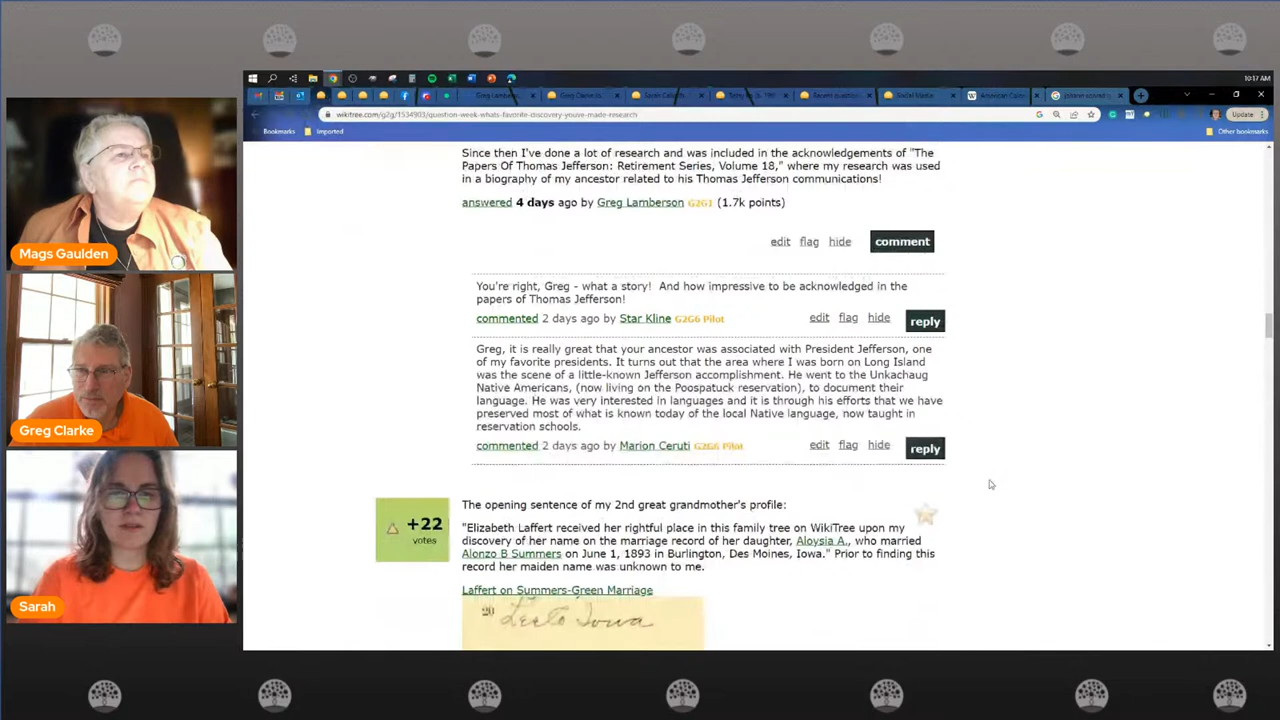 10:17 AM
Update
wikitree.com/g2g/1534903/question-week-whats-favorite-discovery-youve-made-research
Bookmarks
Imported
Other bookmarks
Since then I've done a lot of research and was included in the acknowledgements of "The
Papers Of Thomas Jefferson: Retirement Series, Volume 18," where my research was used
in a biography of my ancestor related to his Thomas Jefferson communications!
answered 4 days ago by Greg Lamberson G2G1 (1.7k points)
edit flag hide comment
You're right, Greg - what a story! And how impressive to be acknowledged in the
papers of Thomas Jefferson!
commented 2 days ago by Star Kline G2G6 Pilot
edit flag hide reply
Greg, it is really great that your ancestor was associated with President Jefferson, one
of my favorite presidents. It turns out that the area where I was born on Long Island
was the scene of a little-known Jefferson accomplishment. He went to the Unkachaug
Native Americans, (now living on the Poospatuck reservation), to document their
language. He was very interested in languages and it is through his efforts that we have
preserved most of what is known today of the local Native language, now taught in
reservation schools.
commented 2 days ago by Marion Ceruti G2G6 Pilot
edit flag hide reply
+22
votes
The opening sentence of my 2nd great grandmother's profile:
"Elizabeth Laffert received her rightful place in this family tree on WikiTree upon my
discovery of her name on the marriage record of her daughter, Aloysia A., who married
Alonzo B Summers on June 1, 1893 in Burlington, Des Moines, Iowa." Prior to finding this
record her maiden name was unknown to me.
Laffert on Summers-Green Marriage
20
Iowa
Mags Gaulden
Greg Clarke
Sarah